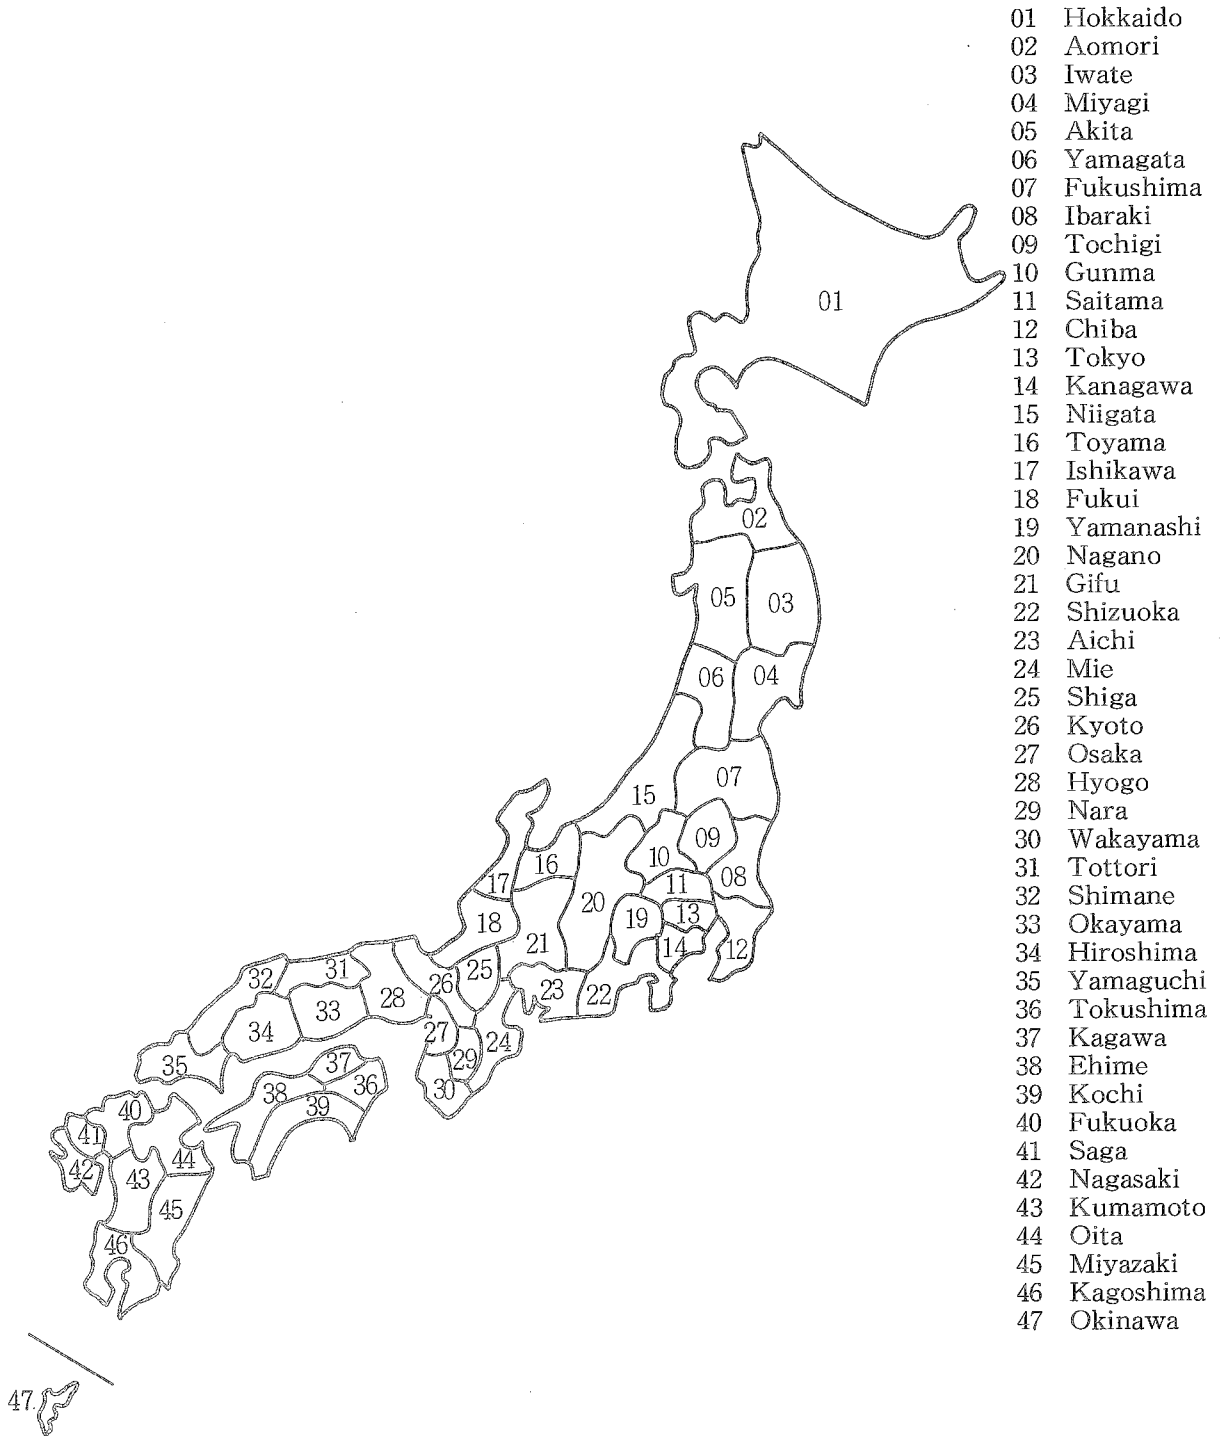 01 Hokkaido
02 Aomori
03 Iwate
04 Miyagi
05 Akita
06 Yamagata
07 Fukushima
08 Ibaraki
09 Tochigi
10 Gunma
11 Saitama
12 Chiba
13 Tokyo
14 Kanagawa
15 Niigata
16 Toyama
17 Ishikawa
18 Fukui
19 Yamanashi
20 Nagano
21 Gifu
22 Shizuoka
23 Aichi
24 Mie
25 Shiga
26 Kyoto
27 Osaka
28 Hyogo
29 Nara
30 Wakayama
31 Tottori
32 Shimane
33 Okayama
34 Hiroshima
35 Yamaguchi
36 Tokushima
37 Kagawa
38 Ehime
39 Kochi
40 Fukuoka
41 Saga
42 Nagasaki
43 Kumamoto
44 Oita
45 Miyazaki
46 Kagoshima
47 Okinawa
01
02
05
03
06
04
07
15
09
10
16
08
17
11
20
13
19
18
21
14
12
31
25
32
26
23
22
28
33
34
27
24
37
29
35
36
30
38
39
40
41
44
42
43
45
46
47